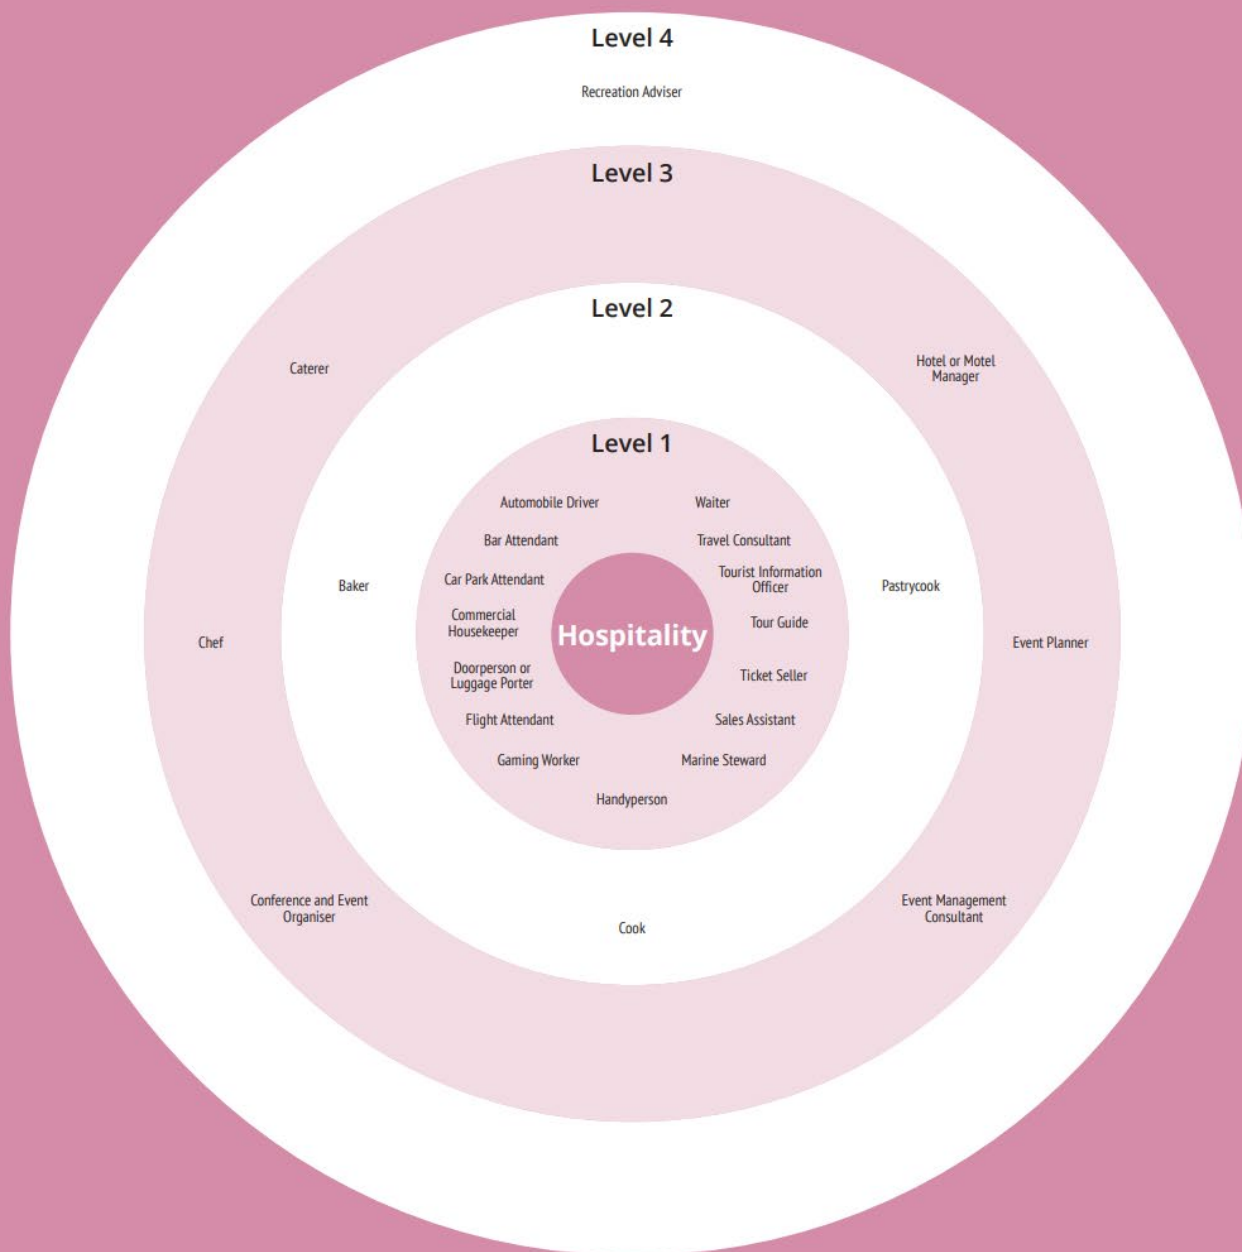 Level 4
Recreation Adviser
Level 3
Level 2
Caterer
Hotel or Motel
Manager
Level 1
Automobile Driver
Waiter
Bar Attendant
Travel Consultant
Car Park Attendant
Tourist Information
Officer
Baker
Pastrycook
Commercial
Housekeeper
Tour Guide
Hospitality
Chef
Event Planner
Doorperson or
Luggage Porter
Ticket Seller
Flight Attendant
Sales Assistant
Gaming Worker
Marine Steward
Handyperson
Conference and Event
Organiser
Event Management
Consultant
Cook